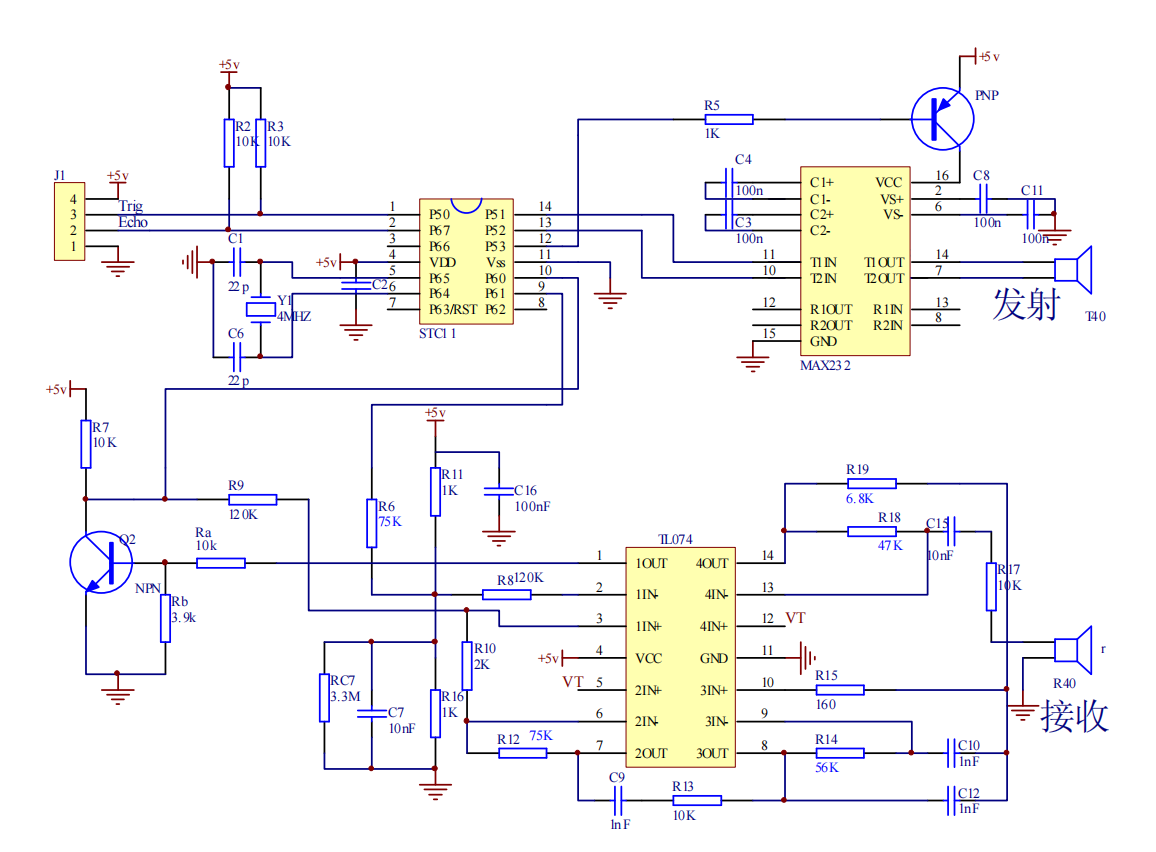 +5v
+5v
PNP
R2
10K
R3
10K
R5
1K
J1
+5v
4
3
2
1
Trig
Echo
C4
100n
C3
100n
C1+
C1-
C2+
C2-
T1IN
T2IN
R1OUT
R2OUT
GND
VCC
VS+
VS-
T1OUT
T2OUT
R1IN
R2IN
11
10
12
9
15
16
2
6
14
7
13
8
MAX232
C8
100n
C11
100n
发射
T40
1
2
3
4
5
6
7
P50
P67
P66
VDD
P65
P64
P63/RST
P51
P52
P53
Vss
P60
P61
P62
14
13
12
11
10
9
8
STC11
C1
22p
C6
22p
Y1
4MHZ
+5v
C2
+5v
R7
10K
R9
120K
Ra
10k
Q2
NPN
Rb
3.9k
+5v
R11
1K
C16
100nF
R6
75K
R8
120K
R10
2K
RC7
3.3M
C7
10nF
R16
1K
R12
75K
+5v
VT
TL074
1
2
3
4
5
6
7
1OUT
1IN-
1IN+
VCC
2IN+
2IN-
2OUT
4OUT
4IN-
4IN+
GND
3IN+
3IN-
3OUT
14
13
12
11
10
9
8
VT
R19
6.8K
R18
47K
C15
10nF
R17
10K
R15
160
R14
56K
C10
1nF
C12
1nF
C9
1nF
R13
10K
r
R40
接收